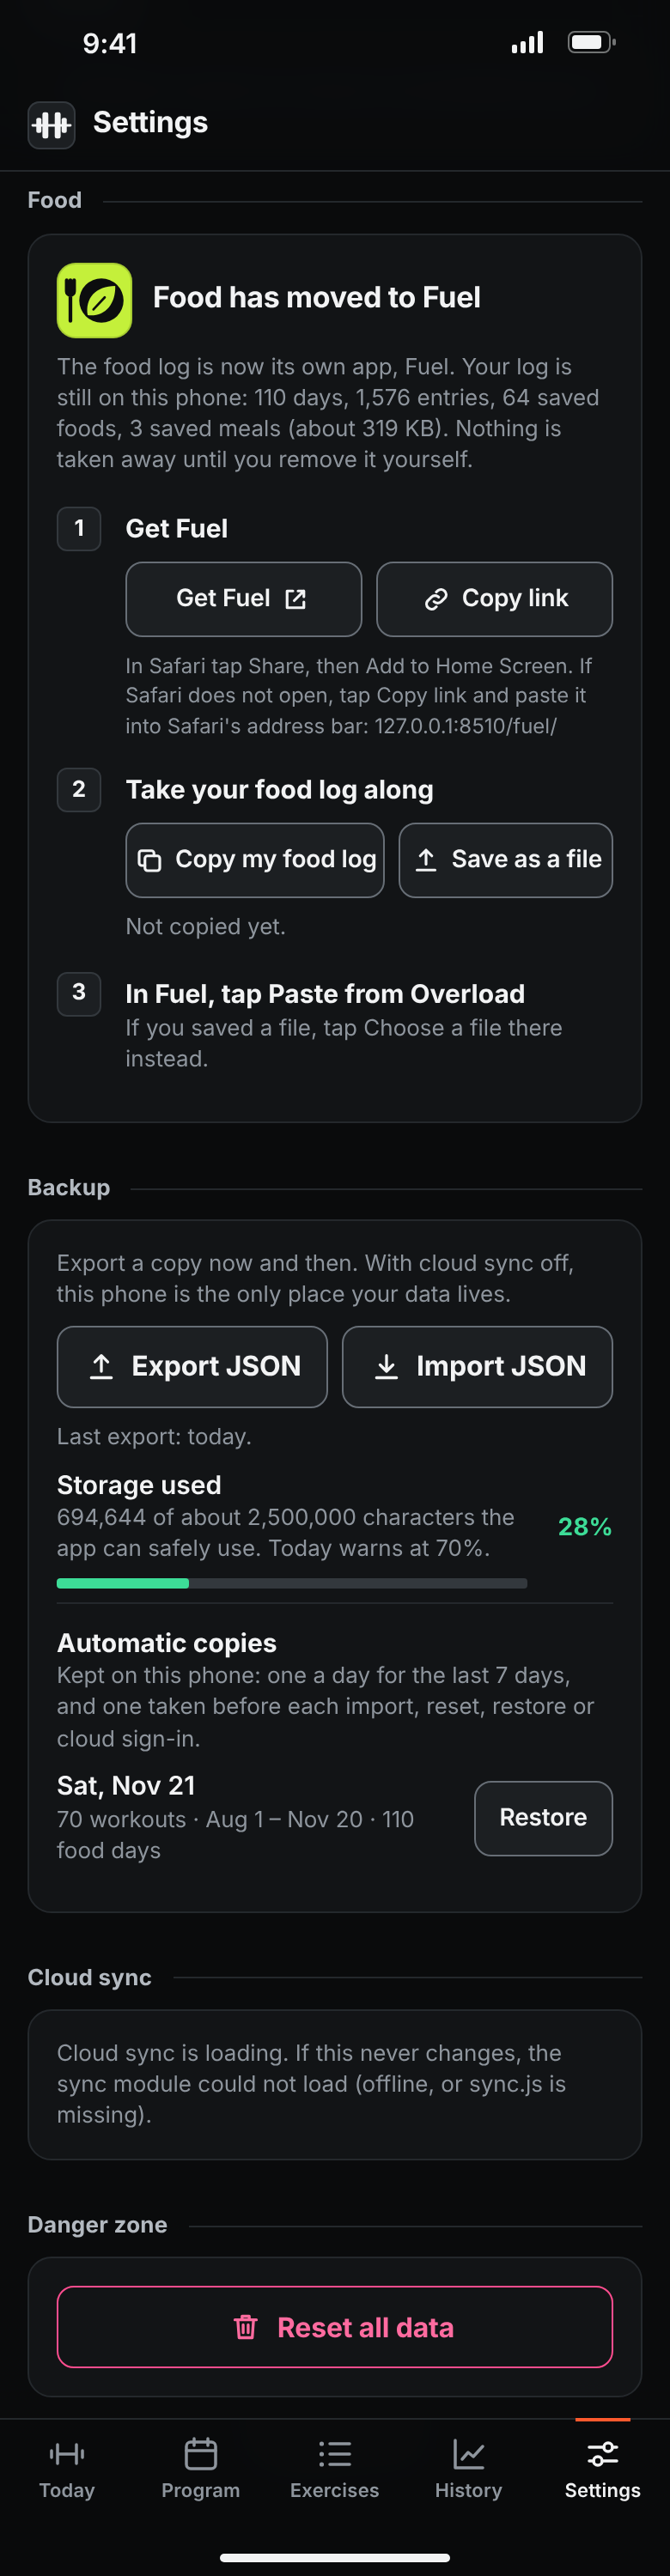 9:41
Settings
Food
Food has moved to Fuel
The food log is now its own app, Fuel. Your log is
still on this phone: 110 days, 1,576 entries, 64 saved
foods, 3 saved meals (about 319 KB). Nothing is
taken away until you remove it yourself.
1 Get Fuel
Get Fuel Copy link
In Safari tap Share, then Add to Home Screen. If
Safari does not open, tap Copy link and paste it
into Safari's address bar: 127.0.0.1:8510/fuel/
2 Take your food log along
Copy my food log Save as a file
Not copied yet.
3 In Fuel, tap Paste from Overload
If you saved a file, tap Choose a file there
instead.
Backup
Export a copy now and then. With cloud sync off,
this phone is the only place your data lives.
Export JSON Import JSON
Last export: today.
Storage used
694,644 of about 2,500,000 characters the
app can safely use. Today warns at 70%.
28%
Automatic copies
Kept on this phone: one a day for the last 7 days,
and one taken before each import, reset, restore or
cloud sign-in.
Sat, Nov 21
70 workouts · Aug 1 – Nov 20 · 110
food days
Restore
Cloud sync
Cloud sync is loading. If this never changes, the
sync module could not load (offline, or sync.js is
missing).
Danger zone
Reset all data
Today Program Exercises History Settings